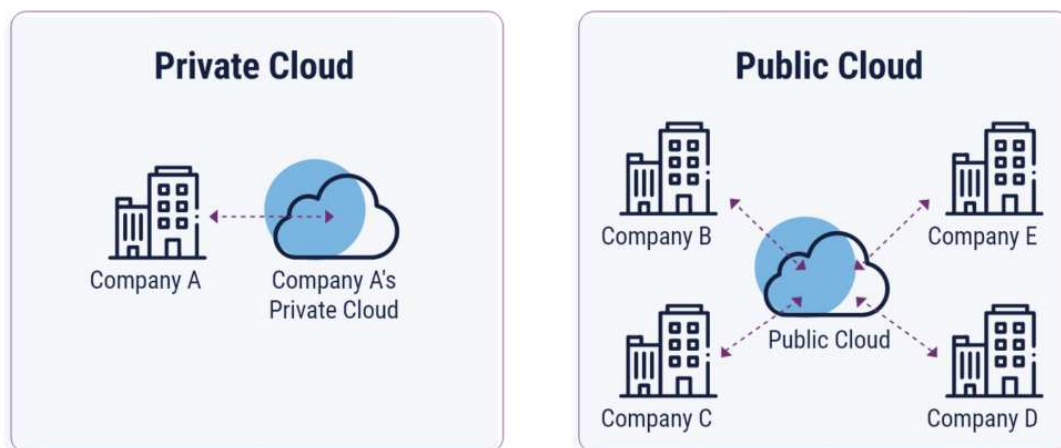 Private Cloud
Company A
Company A's
Private Cloud
Public Cloud
Company B
Company E
Public Cloud
Company C
Company D